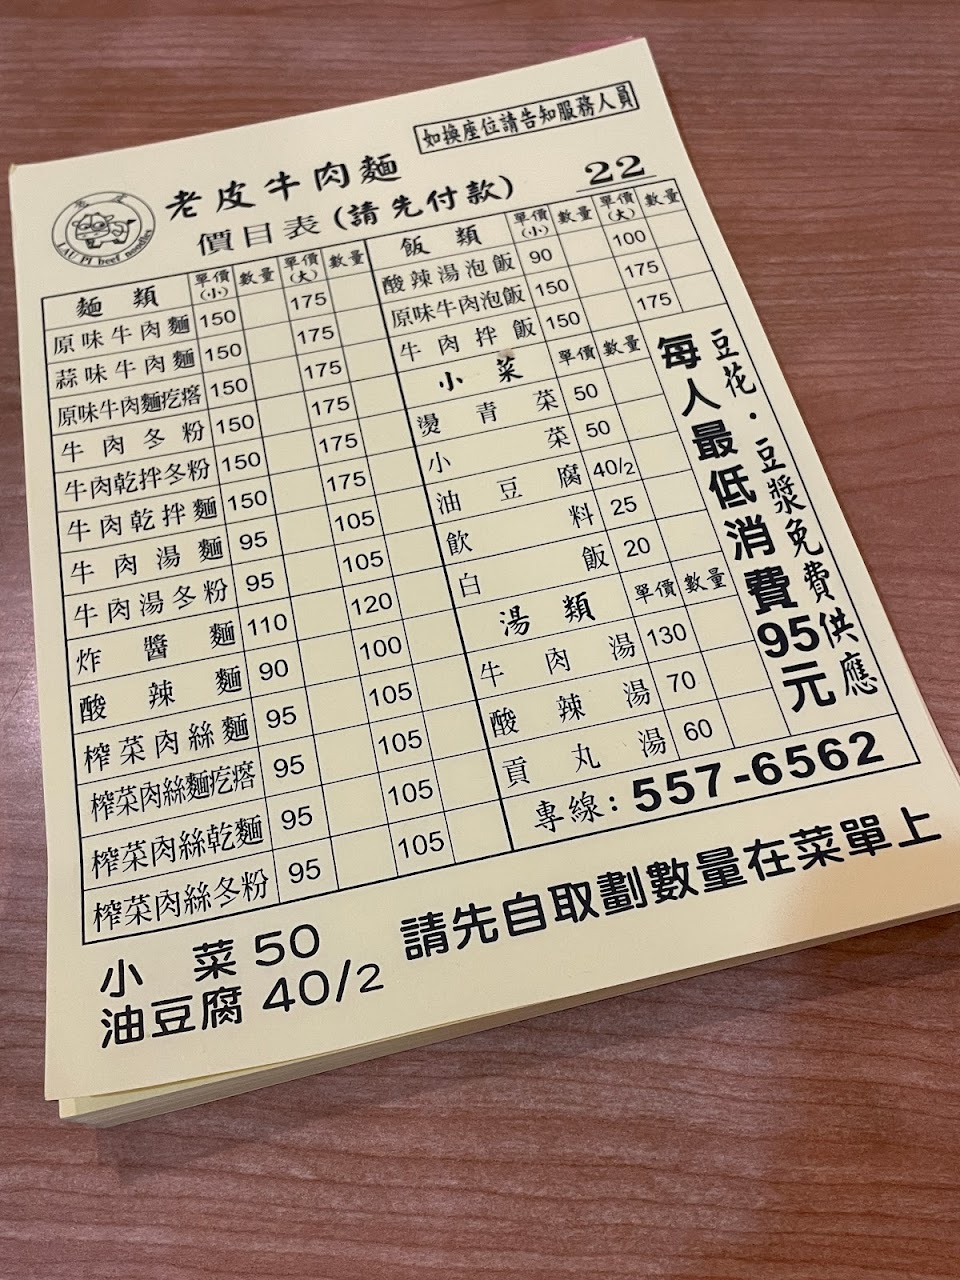 如換座位請告知服務人員
LAU PI beef noodles
老皮牛肉麵
22
價目表(請先付款)
麵類 單價(小) 數量 單價(大) 數量
原味牛肉麵 150 175
蒜味牛肉麵 150 175
原味牛肉麵疙瘩 150 175
牛肉冬粉 150 175
牛肉乾拌冬粉 150 175
牛肉乾拌麵 150 175
牛肉湯麵 95 105
牛肉湯冬粉 95 105
炸醬麵 110 120
酸辣麵 90 100
榨菜肉絲麵 95 105
榨菜肉絲麵疙瘩 95 105
榨菜肉絲乾麵 95 105
榨菜肉絲冬粉 95 105
飯類 單價(小) 數量 單價(大) 數量
酸辣湯泡飯 90 100
原味牛肉泡飯 150 175
牛肉拌飯 150 175
小菜 單價 數量
燙青菜 50
小菜 50
油豆腐 40/2
飲料 25
白飯 20
湯類 單價 數量
牛肉湯 130
酸辣湯 70
貢丸湯 60
豆花・豆漿免費供應
每人最低消費95元
專線:557-6562
小菜 50
油豆腐 40/2
請先自取劃數量在菜單上